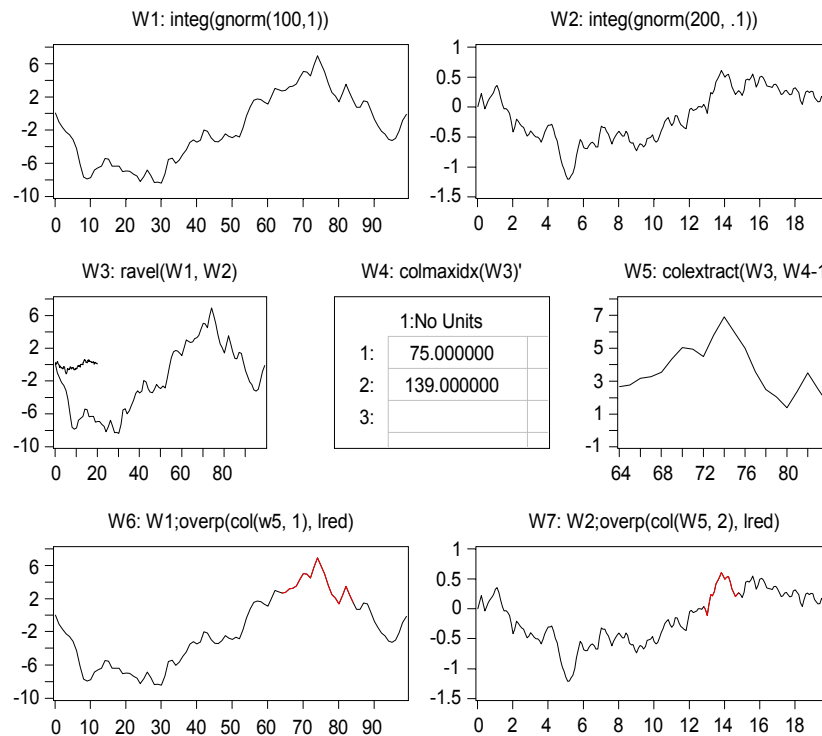 W1: integ(gnorm(100,1))
W2: integ(gnorm(200, .1))
6
2
-2
-6
-10
0 10 20 30 40 50 60 70 80 90
1
0.5
0
-0.5
-1
-1.5
0 2 4 6 8 10 12 14 16 18
W3: ravel(W1, W2)
W4: colmaxidx(W3)'
W5: colextract(W3, W4-1
6
2
-2
-6
-10
0 20 40 60 80
1:No Units
1: 75.000000
2: 139.000000
3:
7
5
3
1
-1
64 68 72 76 80
W6: W1;overp(col(w5, 1), lred)
W7: W2;overp(col(W5, 2), lred)
6
2
-2
-6
-10
0 10 20 30 40 50 60 70 80 90
1
0.5
0
-0.5
-1
-1.5
0 2 4 6 8 10 12 14 16 18